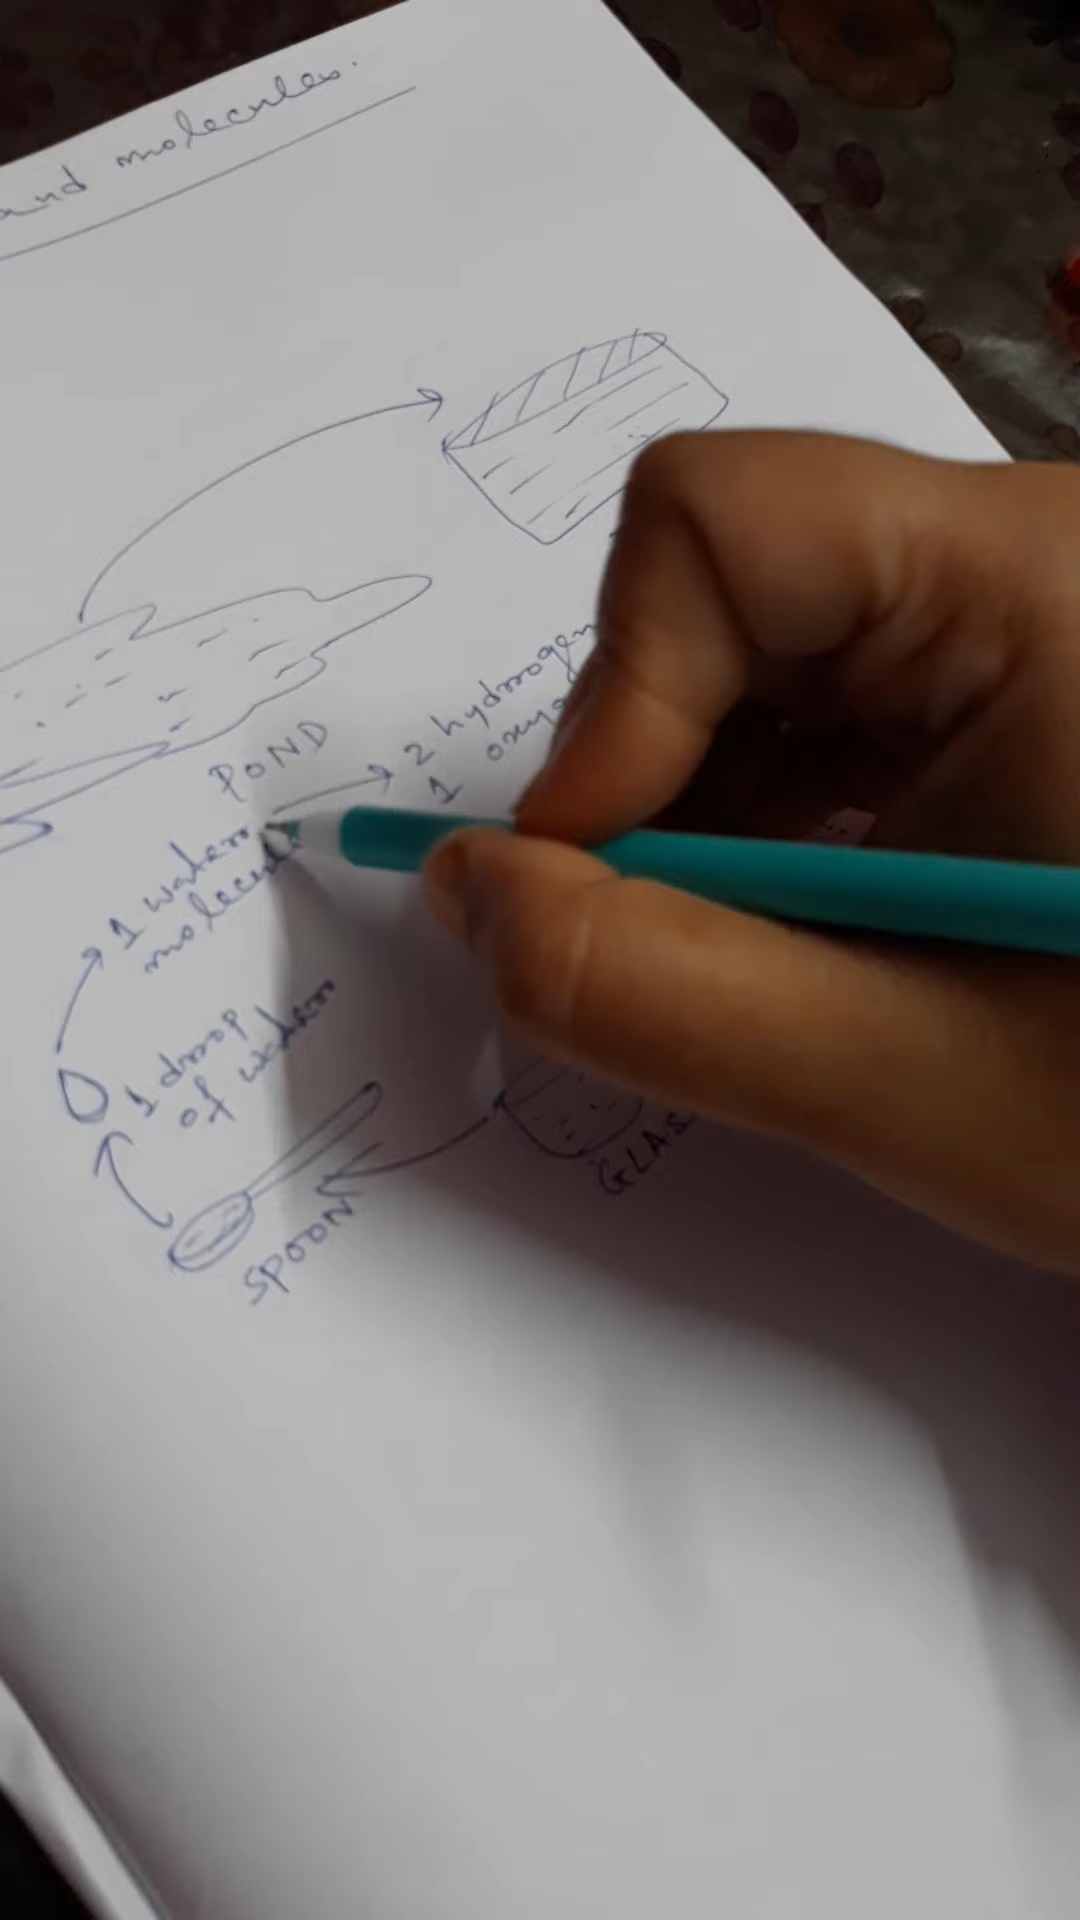 and molecules.
POND
2 hydrogen
1
1 water
molecule
1 drop
of water
SPOON
GLAS